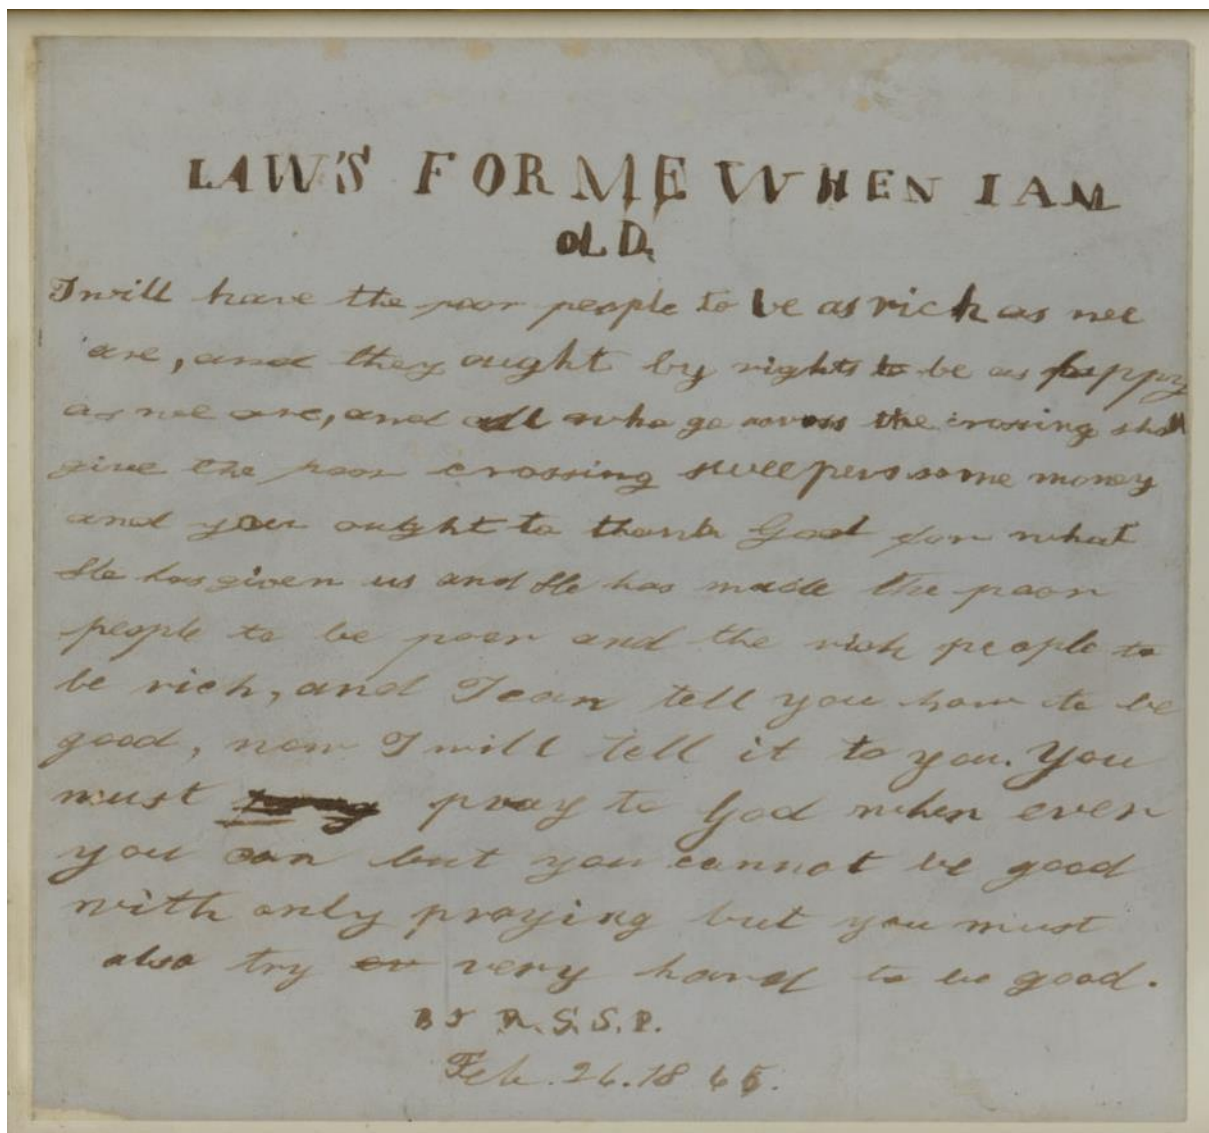 LAW'S FOR ME WHEN I AM
OLD.
I will have the poor people to be as rich as we
are, and they ought by rights to be as happy
as we are, and all who go across the crossing shall
give the poor crossing sweepers some money
and you ought to thank God for what
He has given us and He has made the poor
people to be poor and the rich people to
be rich, and I can tell you how to be
good, now I will tell it to you. You
must pray to God when ever
you can but you cannot be good
with only praying but you must
also try very hard to be good.
BY R.S.S.P.
Feb. 26. 1865.